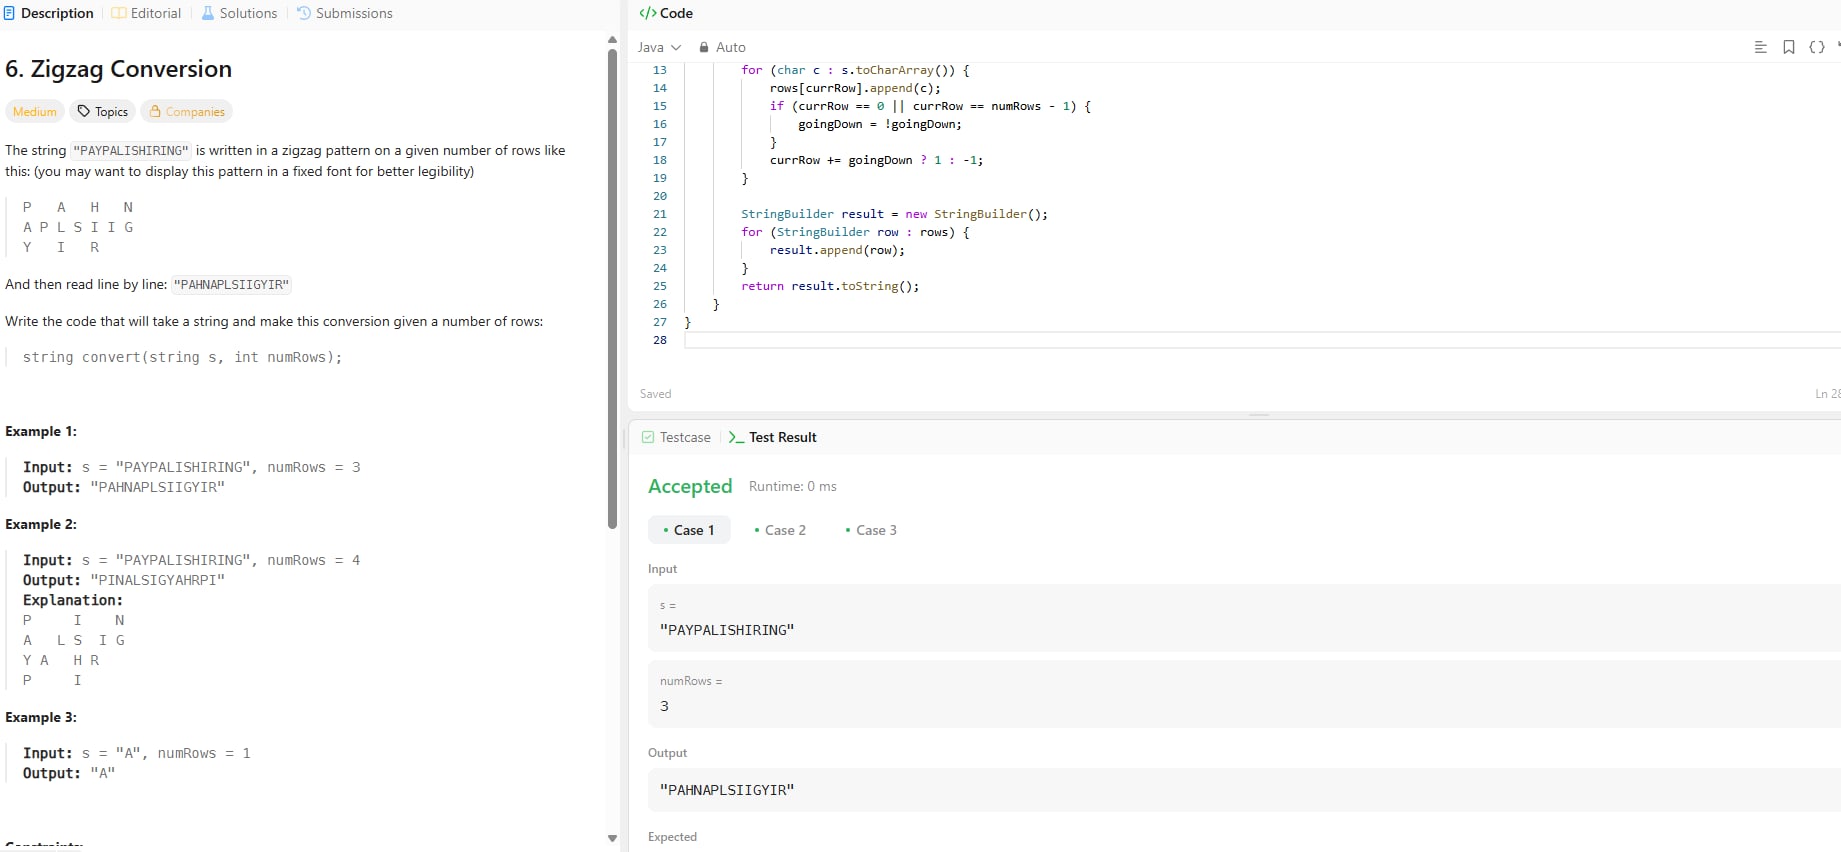 Description
Editorial
Solutions
Submissions
6. Zigzag Conversion
Medium
Topics
Companies
The string "PAYPALISHIRING" is written in a zigzag pattern on a given number of rows like
this: (you may want to display this pattern in a fixed font for better legibility)
P   A   H   N
A P L S I I G
Y   I   R
And then read line by line: "PAHNAPLSIIGYIR"
Write the code that will take a string and make this conversion given a number of rows:
string convert(string s, int numRows);
Example 1:
Input: s = "PAYPALISHIRING", numRows = 3
Output: "PAHNAPLSIIGYIR"
Example 2:
Input: s = "PAYPALISHIRING", numRows = 4
Output: "PINALSIGYAHRPI"
Explanation:
P     I    N
A   L S  I G
Y A   H R
P     I
Example 3:
Input: s = "A", numRows = 1
Output: "A"
Code
Java
Auto
13 for (char c : s.toCharArray()) {
14 rows[currRow].append(c);
15 if (currRow == 0 || currRow == numRows - 1) {
16 goingDown = !goingDown;
17 }
18 currRow += goingDown ? 1 : -1;
19 }
20
21 StringBuilder result = new StringBuilder();
22 for (StringBuilder row : rows) {
23 result.append(row);
24 }
25 return result.toString();
26 }
27 }
28
Saved
Ln 28
Testcase
Test Result
Accepted
Runtime: 0 ms
Case 1
Case 2
Case 3
Input
s =
"PAYPALISHIRING"
numRows =
3
Output
"PAHNAPLSIIGYIR"
Expected